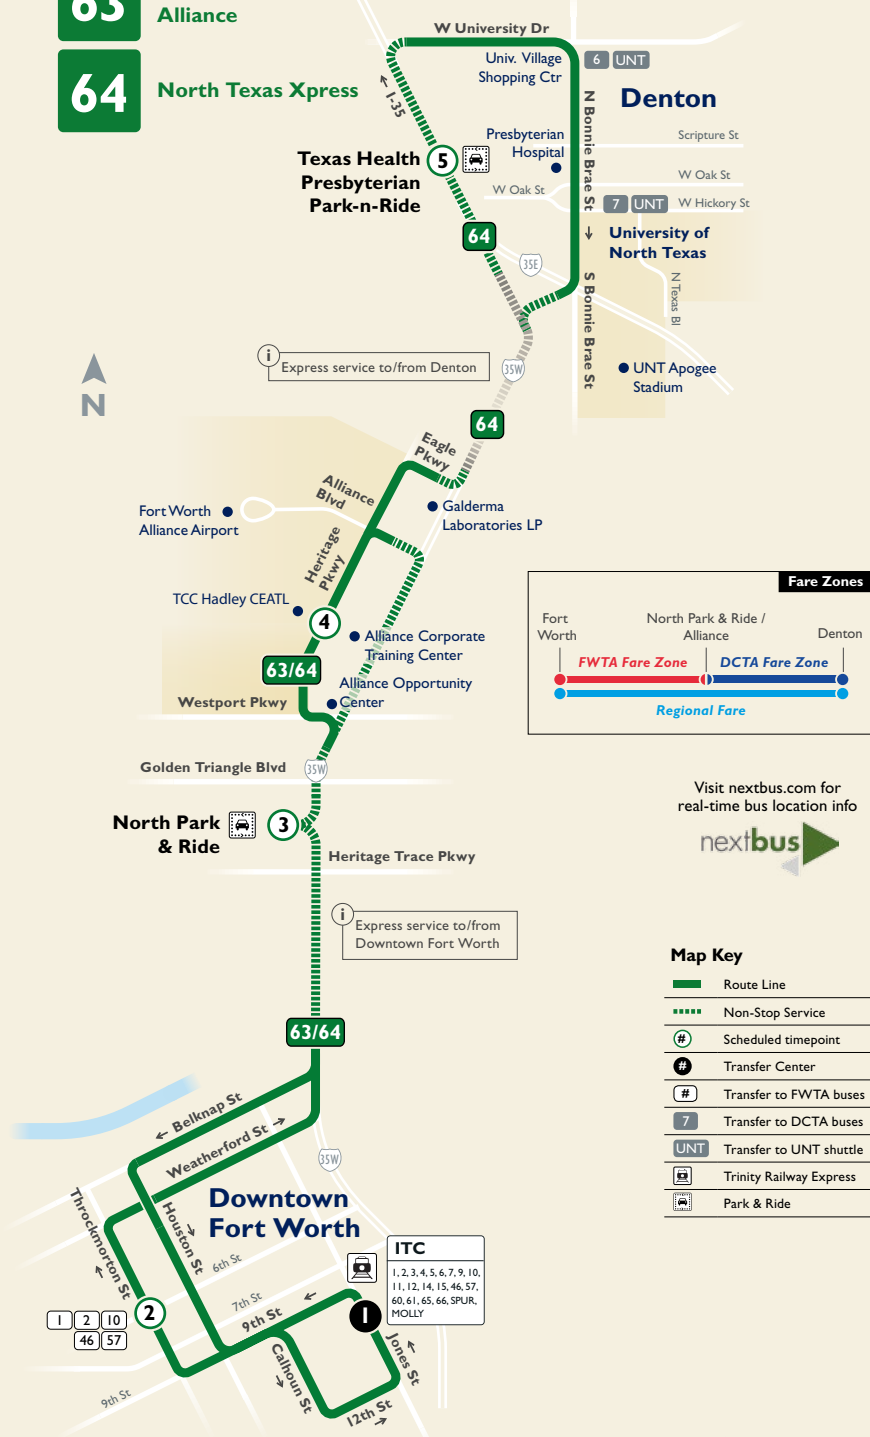 63
Alliance
64
North Texas Xpress
W University Dr
Univ. Village
Shopping Ctr
6 UNT
Denton
I-35
N Bonnie Brae St
Scripture St
Presbyterian
Hospital
Texas Health
Presbyterian
Park-n-Ride
5
W Oak St
W Oak St
7 UNT
W Hickory St
64
University of
North Texas
35E
N Texas Bl
S Bonnie Brae St
i
Express service to/from Denton
35W
UNT Apogee
Stadium
N
64
Eagle
Pkwy
Alliance
Blvd
Galderma
Laboratories LP
Fort Worth
Alliance Airport
Heritage
Pkwy
Fare Zones
Fort
Worth
North Park & Ride /
Alliance
Denton
FWTA Fare Zone
DCTA Fare Zone
Regional Fare
TCC Hadley CEATL
4
Alliance Corporate
Training Center
63/64
Alliance Opportunity
Center
Westport Pkwy
Golden Triangle Blvd
35W
Visit nextbus.com for
real-time bus location info
nextbus
North Park
& Ride
3
Heritage Trace Pkwy
i
Express service to/from
Downtown Fort Worth
63/64
Map Key
Route Line
Non-Stop Service
# Scheduled timepoint
# Transfer Center
# Transfer to FWTA buses
7 Transfer to DCTA buses
UNT Transfer to UNT shuttle
Trinity Railway Express
Park & Ride
Belknap St
Weatherford St
35W
Downtown
Fort Worth
Throckmorton St
Houston St
6th St
7th St
9th St
ITC
1, 2, 3, 4, 5, 6, 7, 9, 10,
11, 12, 14, 15, 46, 57,
60, 61, 65, 66, SPUR,
MOLLY
1
2
1 2 10
46 57
Jones St
Calhoun St
12th St
9th St